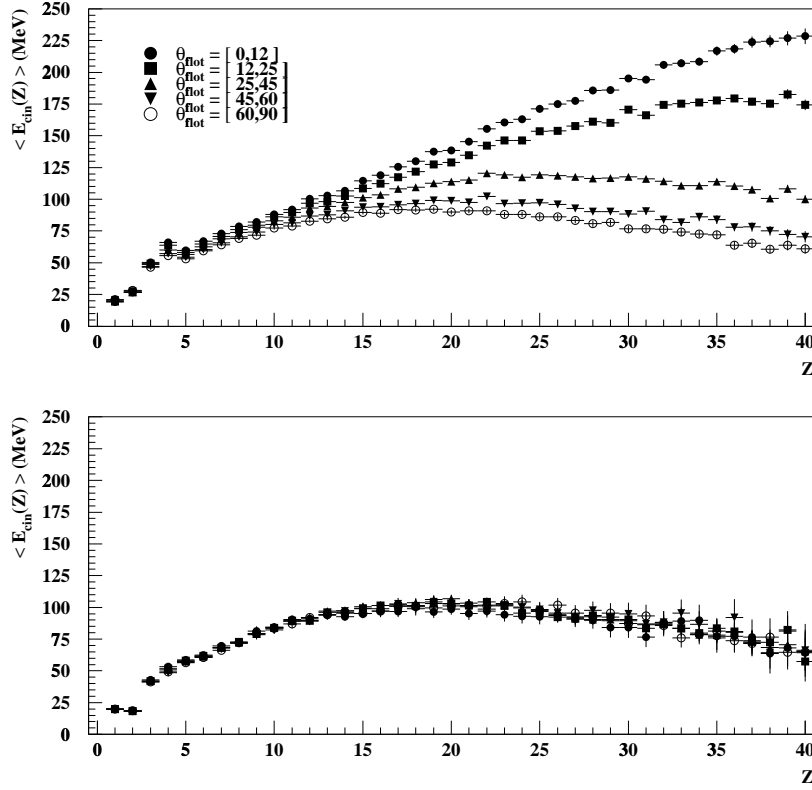 < E_cin(Z) > (MeV)
250
225
200
175
150
125
100
75
50
25
0
θ_flot = [ 0,12 ]
θ_flot = [ 12,25 ]
θ_flot = [ 25,45 ]
θ_flot = [ 45,60 ]
θ_flot = [ 60,90 ]
0 5 10 15 20 25 30 35 40
Z
< E_cin(Z) > (MeV)
250
225
200
175
150
125
100
75
50
25
0
0 5 10 15 20 25 30 35 40
Z